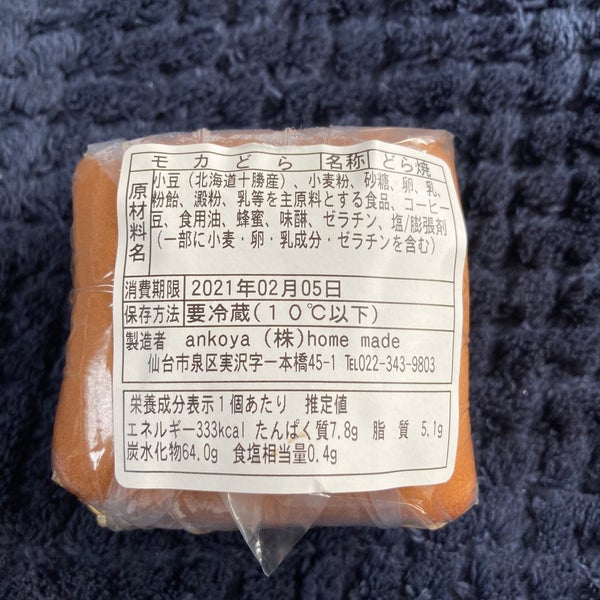 モカどら 名称 どら焼
原材料名 小豆(北海道十勝産)、小麦粉、砂糖、卵、乳、
粉飴、澱粉、乳等を主原料とする食品、コーヒー
豆、食用油、蜂蜜、味醂、ゼラチン、塩/膨張剤
(一部に小麦・卵・乳成分・ゼラチンを含む)
消費期限 2021年02月05日
保存方法 要冷蔵(10℃以下)
製造者 ankoya (株)home made
仙台市泉区実沢字一本橋45-1 ℡022-343-9803
栄養成分表示1個あたり 推定値
エネルギー333kcal たんぱく質7.8g 脂質 5.1g
炭水化物64.0g 食塩相当量0.4g